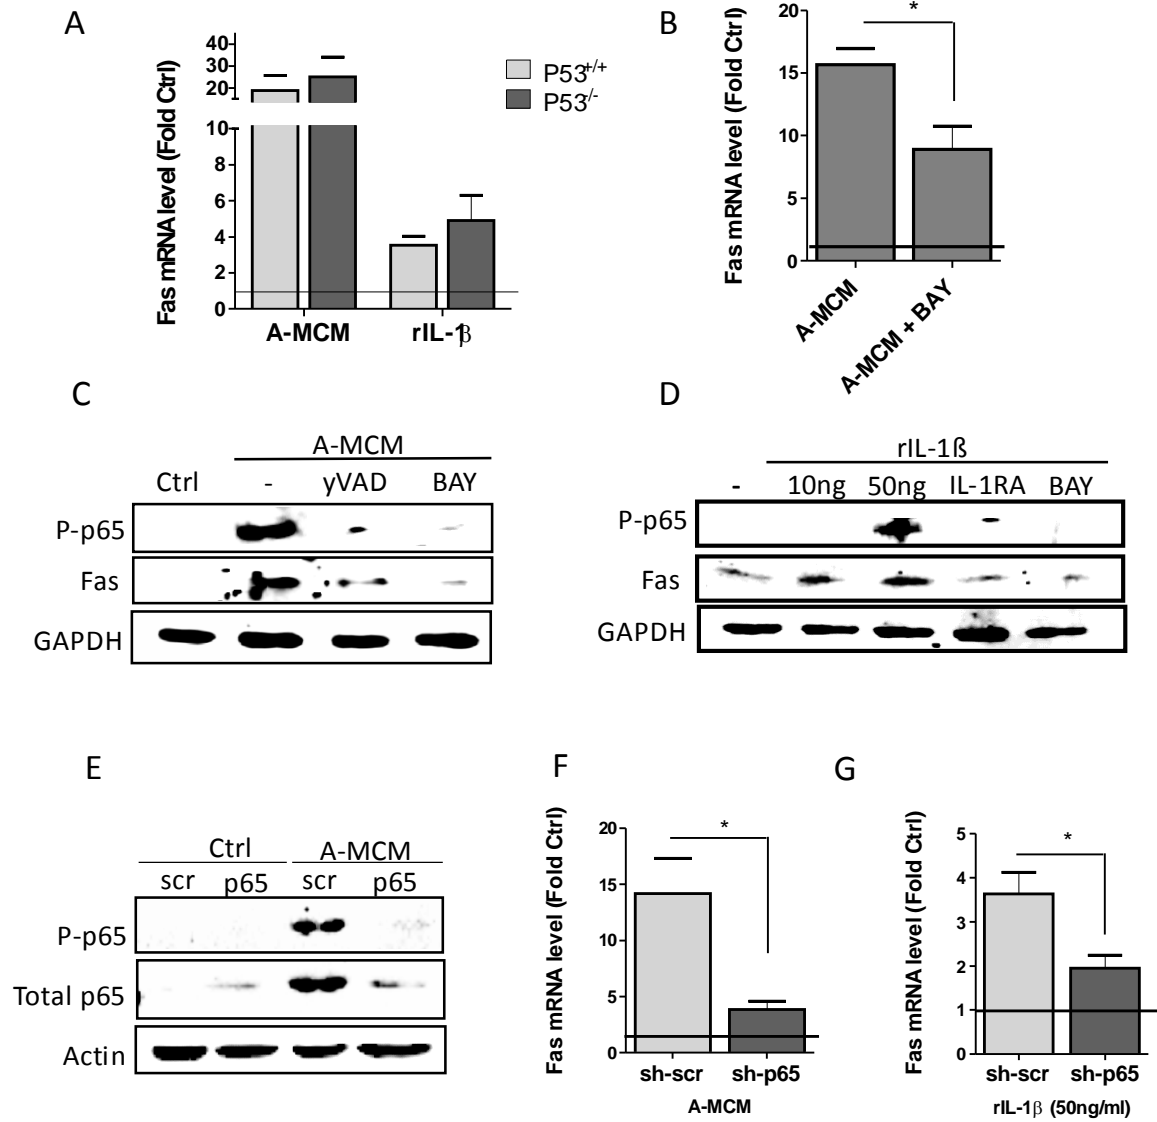 A
Fas mRNA level (Fold Ctrl)
40
30
20
10
8
6
4
2
0
A-MCM rIL-1β
P53+/+
P53-/-
B
*
Fas mRNA level (Fold Ctrl)
20
15
10
5
0
A-MCM
A-MCM + BAY
C
A-MCM
Ctrl - yVAD BAY
P-p65
Fas
GAPDH
D
rIL-1ß
- 10ng 50ng IL-1RA BAY
P-p65
Fas
GAPDH
E
Ctrl A-MCM
scr p65 scr p65
P-p65
Total p65
Actin
F
*
Fas mRNA level (Fold Ctrl)
20
15
10
5
0
sh-scr sh-p65
A-MCM
G
*
Fas mRNA level (Fold Ctrl)
5
4
3
2
1
0
sh-scr sh-p65
rIL-1β (50ng/ml)